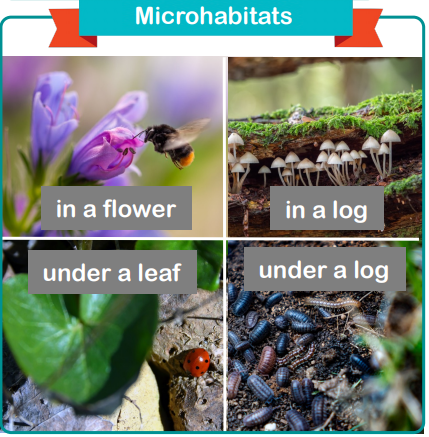 Microhabitats
in a flower
in a log
under a leaf
under a log